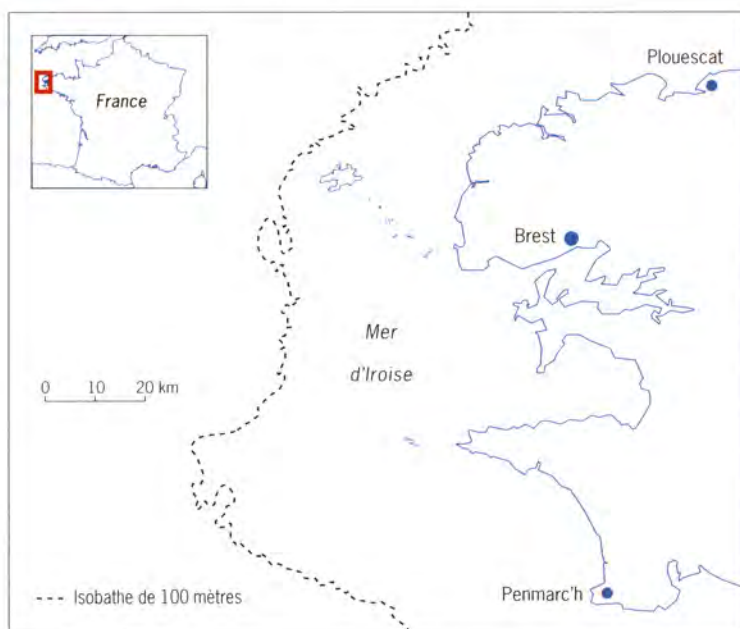 Plouescat
France
Brest
Mer
d'Iroise
0 10 20 km
Isobathe de 100 mètres
Penmarc'h